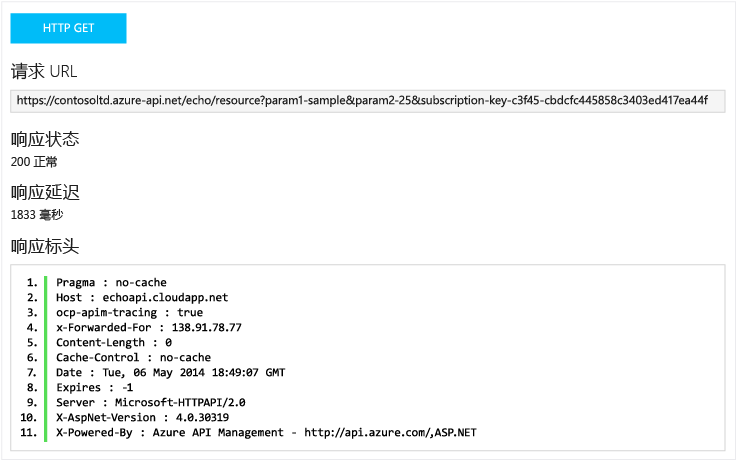 HTTP GET
请求 URL
https://contosoltd.azure-api.net/echo/resource?param1-sample&param2-25&subscription-key-c3f45-cbdcfc445858c3403ed417ea44f
响应状态
200 正常
响应延迟
1833 毫秒
响应标头
1. Pragma : no-cache
2. Host : echoapi.cloudapp.net
3. ocp-apim-tracing : true
4. x-Forwarded-For : 138.91.78.77
5. Content-Length : 0
6. Cache-Control : no-cache
7. Date : Tue, 06 May 2014 18:49:07 GMT
8. Expires : -1
9. Server : Microsoft-HTTPAPI/2.0
10. X-AspNet-Version : 4.0.30319
11. X-Powered-By : Azure API Management - http://api.azure.com/,ASP.NET